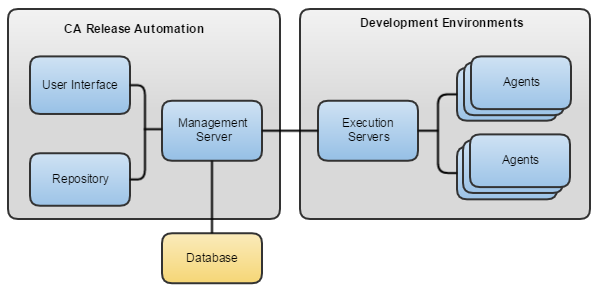 CA Release Automation
User Interface
Repository
Management
Server
Database
Development Environments
Execution
Servers
Agents
Agents